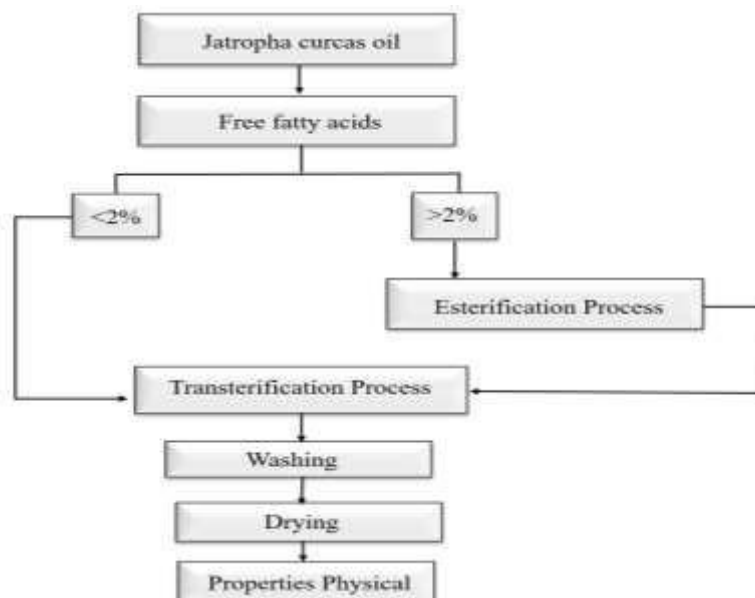 Jatropha curcas oil
Free fatty acids
<2%
>2%
Esterification Process
Transterification Process
Washing
Drying
Properties Physical